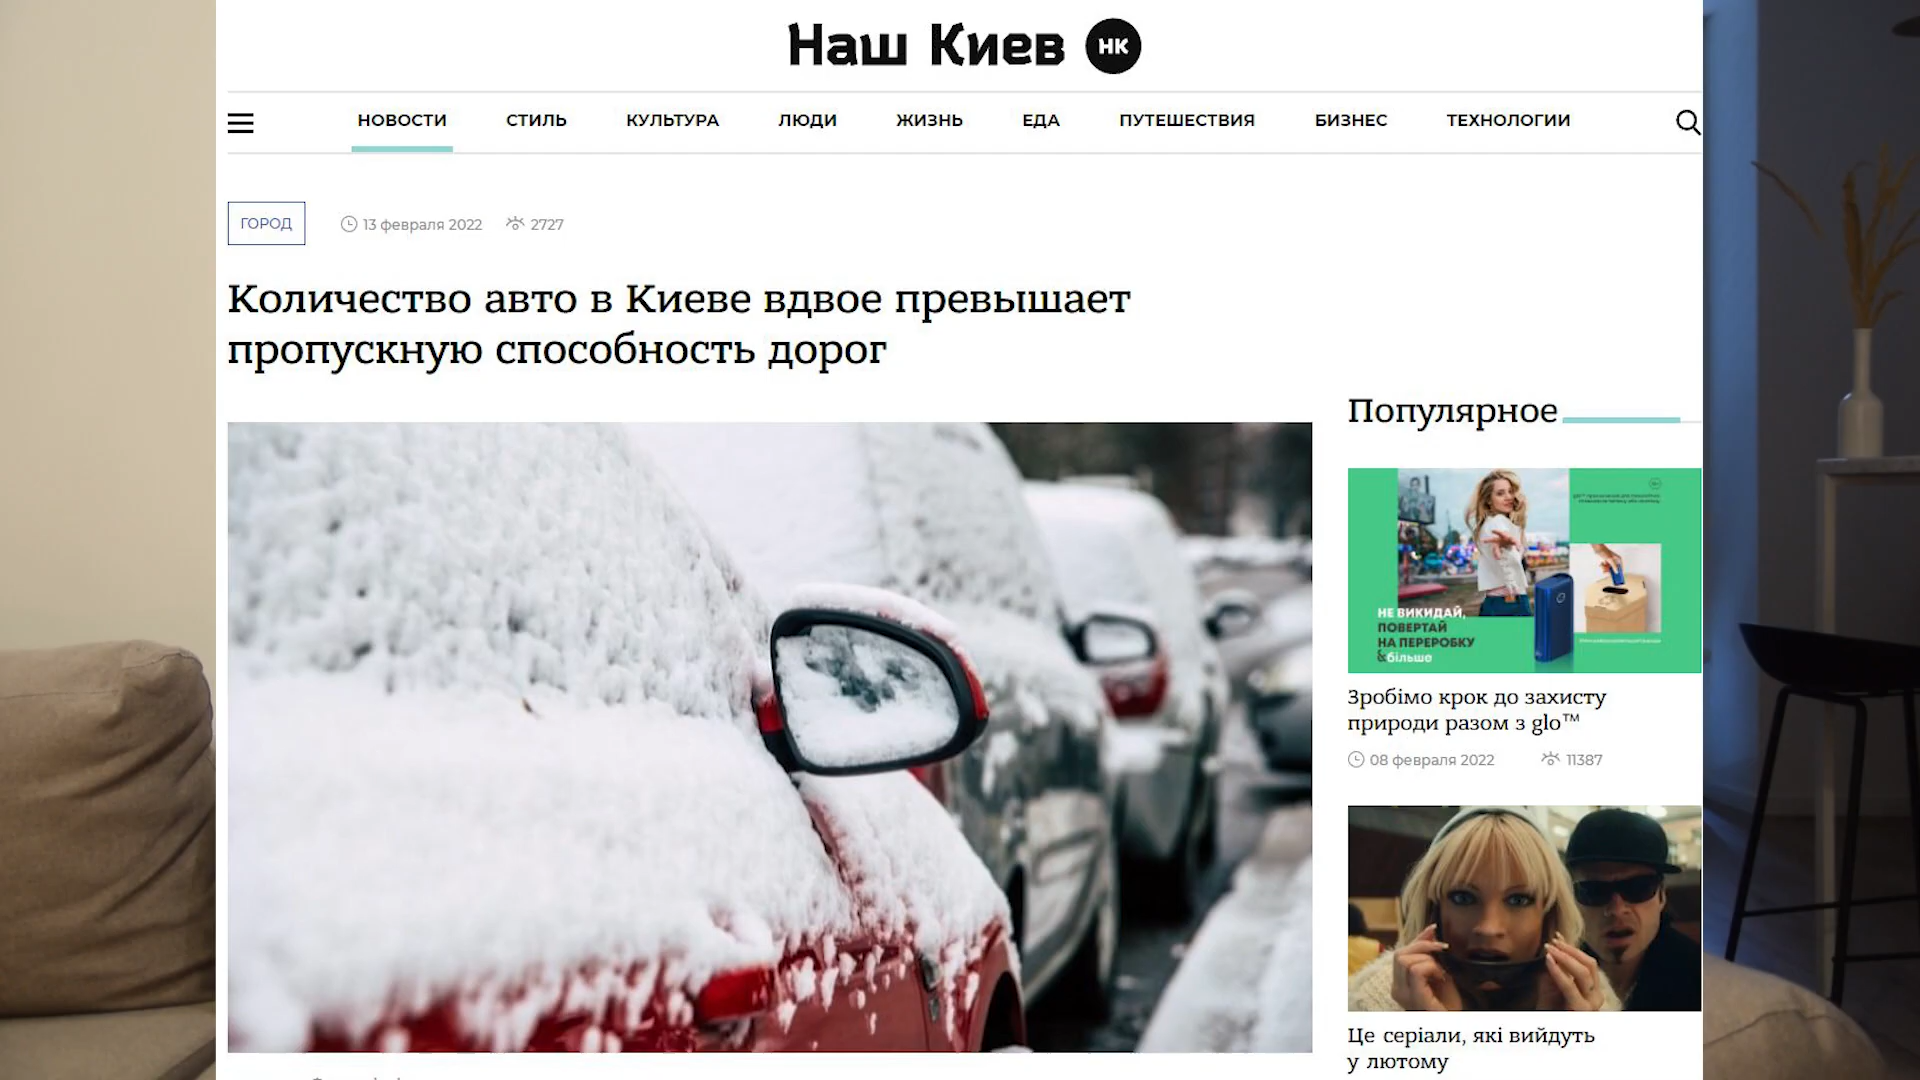 Наш Киев НК
НОВОСТИ СТИЛЬ КУЛЬТУРА ЛЮДИ ЖИЗНЬ ЕДА ПУТЕШЕСТВИЯ БИЗНЕС ТЕХНОЛОГИИ
ГОРОД 13 февраля 2022 2727
Количество авто в Киеве вдвое превышает
пропускную способность дорог
Популярное
НЕ ВИКИДАЙ,
ПОВЕРТАЙ
НА ПЕРЕРОБКУ
&більше
Зробімо крок до захисту
природи разом з glo™
08 февраля 2022 11387
Це серіали, які вийдуть
у лютому